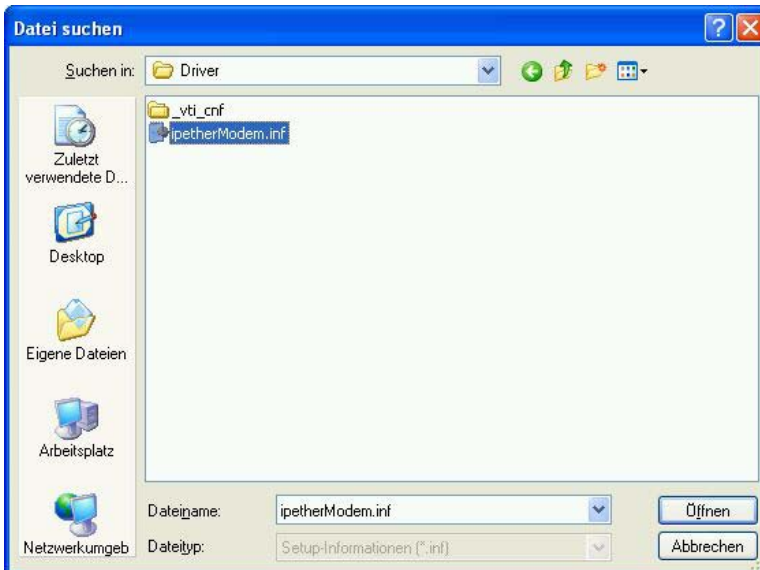 Datei suchen
Suchen in:
Driver
_vti_cnf
ipetherModem.inf
Zuletzt
verwendete D...
Desktop
Eigene Dateien
Arbeitsplatz
Netzwerkumgeb
Dateiname:
ipetherModem.inf
Öffnen
Dateityp:
Setup-Informationen (*.inf)
Abbrechen